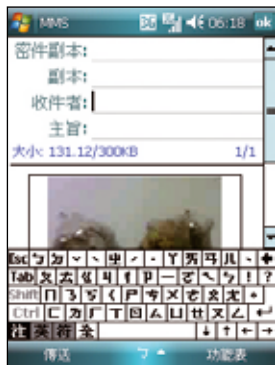 MMS 3G 06:18 ok
密件副本:
副本:
收件者:
主旨:
大小: 131.12/300KB 1/1
Esc ㄅ ㄉ ˇ ˋ ㄓ ˊ ˙ ㄚ ㄞ ㄢ ㄦ
Tab ㄆ ㄊ ㄍ ㄐ ㄔ ㄗ ㄧ ㄛ ㄟ ㄣ ! ?
Shift ㄇ ㄋ ㄎ ㄑ ㄕ ㄘ ㄨ ㄜ ㄠ ㄤ
Ctrl ㄈ ㄌ ㄏ ㄒ ㄖ ㄙ ㄩ ㄝ ㄡ ㄥ
注 英 符 ↓ ↑ ← →
傳送 ㄅ 功能表